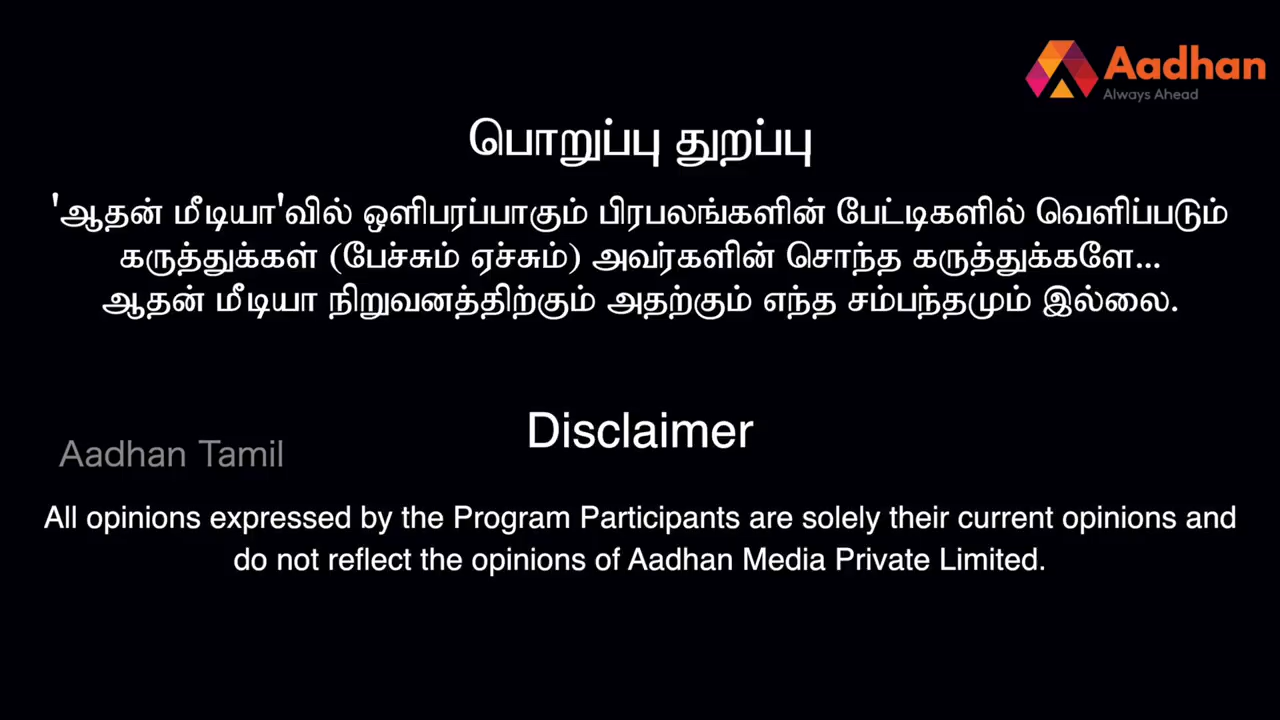 Aadhan
Always Ahead
பொறுப்பு துறப்பு
'ஆதன் மீடியா'வில் ஒளிபரப்பாகும் பிரபலங்களின் பேட்டிகளில் வெளிப்படும்
கருத்துக்கள் (பேச்சும் ஏச்சும்) அவர்களின் சொந்த கருத்துக்களே...
ஆதன் மீடியா நிறுவனத்திற்கும் அதற்கும் எந்த சம்பந்தமும் இல்லை.
Disclaimer
Aadhan Tamil
All opinions expressed by the Program Participants are solely their current opinions and
do not reflect the opinions of Aadhan Media Private Limited.